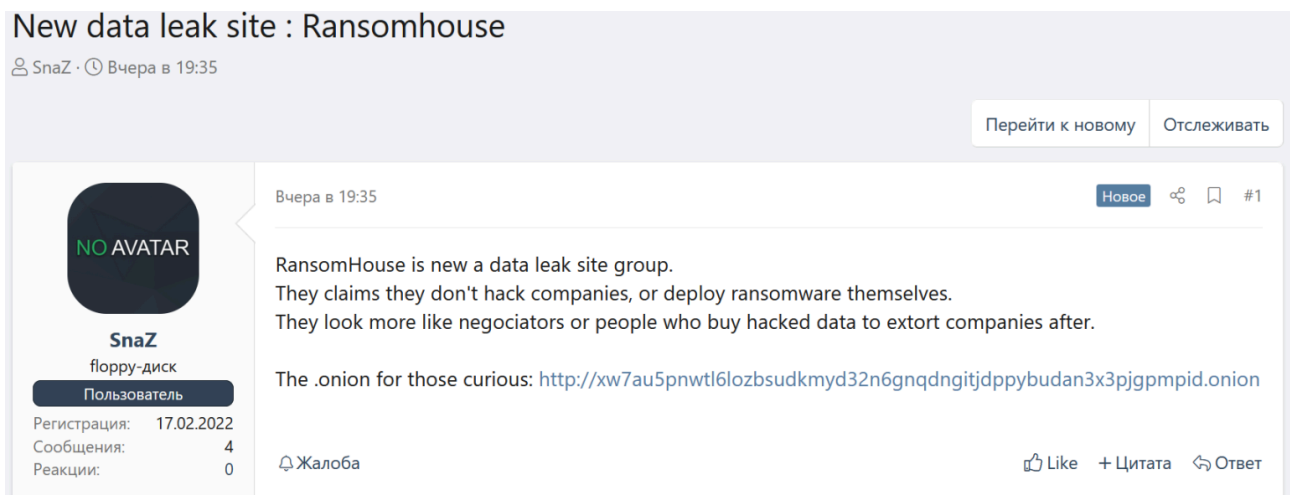 New data leak site : Ransomhouse
SnaZ · Вчера в 19:35
Перейти к новому Отслеживать
NO AVATAR
SnaZ
floppy-диск
Пользователь
Регистрация: 17.02.2022
Сообщения: 4
Реакции: 0
Вчера в 19:35
Новое #1
RansomHouse is new a data leak site group.
They claims they don't hack companies, or deploy ransomware themselves.
They look more like negociators or people who buy hacked data to extort companies after.
The .onion for those curious: http://xw7au5pnwtl6lozbsudkmyd32n6gnqdngitjdppybudan3x3pjgpmpid.onion
Жалоба
Like + Цитата Ответ